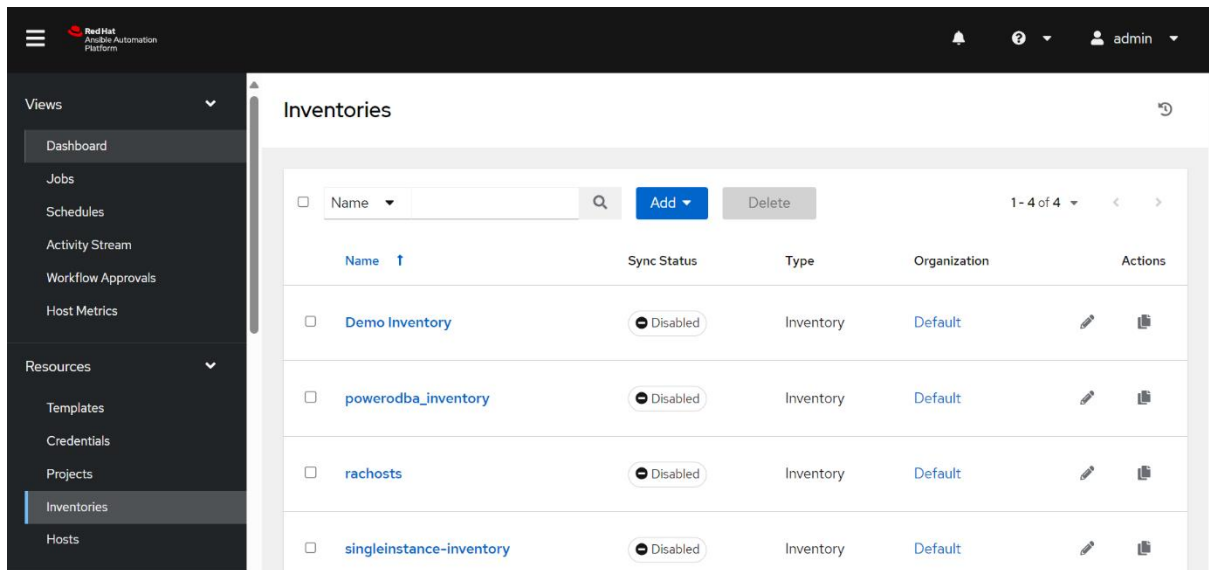 Red Hat
Ansible Automation
Platform
admin
Views
Dashboard
Jobs
Schedules
Activity Stream
Workflow Approvals
Host Metrics
Resources
Templates
Credentials
Projects
Inventories
Hosts
Inventories
Name Add Delete 1 - 4 of 4
Name Sync Status Type Organization Actions
Demo Inventory Disabled Inventory Default
powerodba_inventory Disabled Inventory Default
rachosts Disabled Inventory Default
singleinstance-inventory Disabled Inventory Default